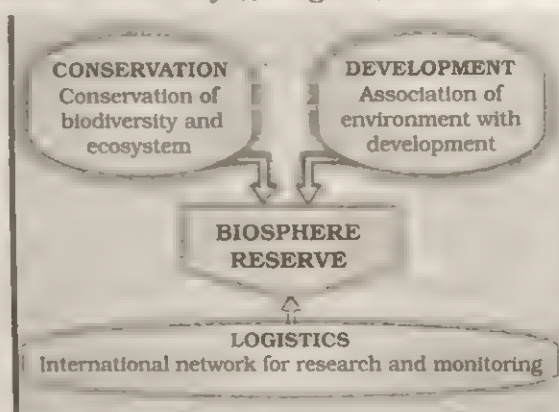 CONSERVATION
Conservation of
biodiversity and
ecosystem
DEVELOPMENT
Association of
environment with
development
BIOSPHERE
RESERVE
LOGISTICS
International network for research and monitoring